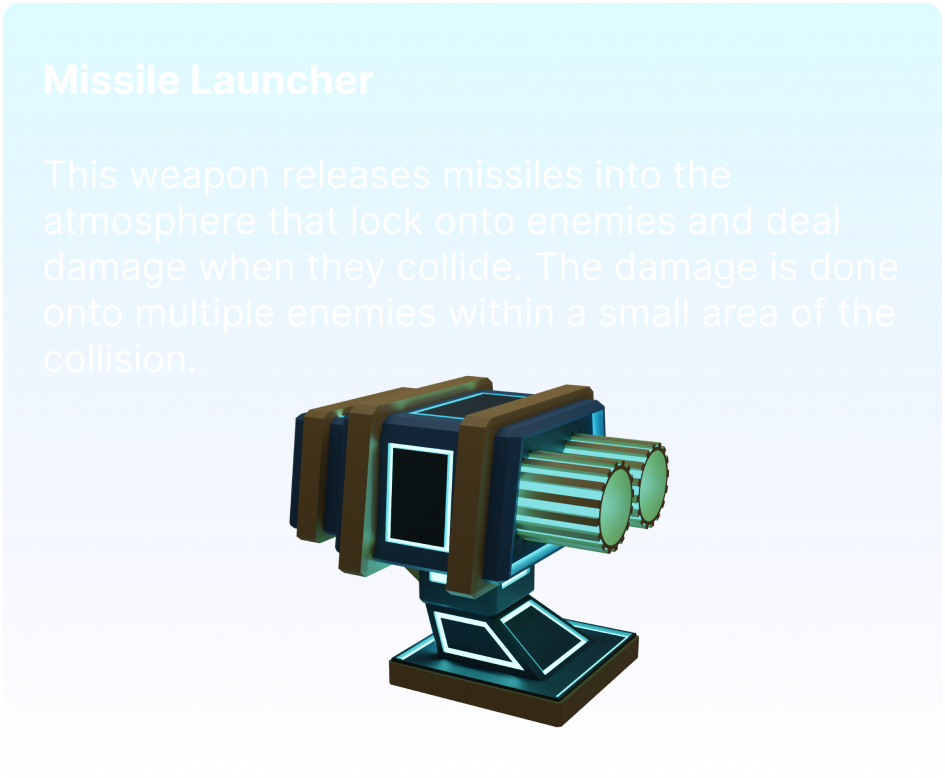 Missile Launcher
This weapon releases missiles into the
atmosphere that lock onto enemies and deal
damage when they collide. The damage is done
onto multiple enemies within a small area of the
collision.